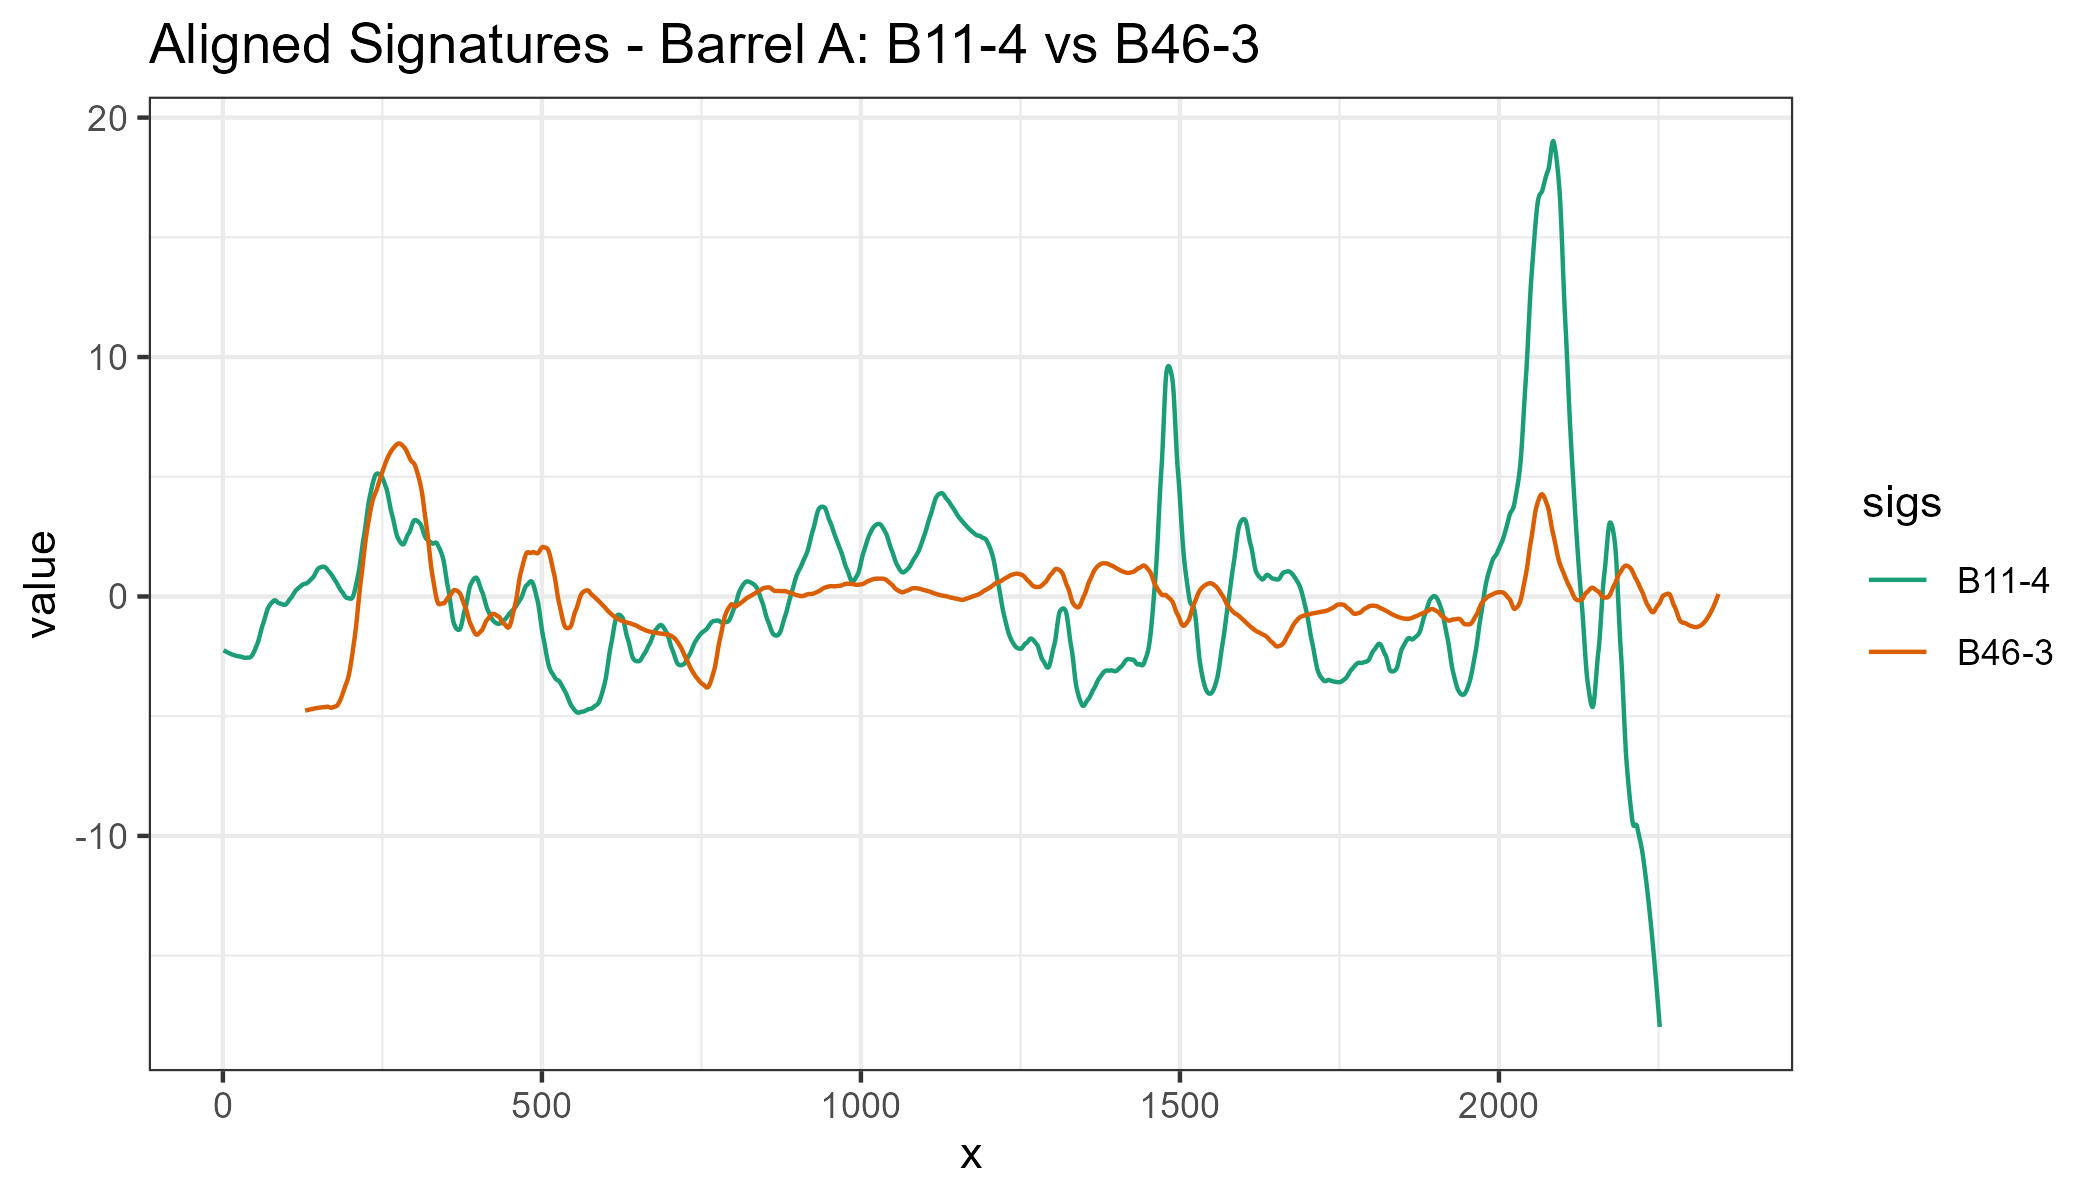 Aligned Signatures - Barrel A: B11-4 vs B46-3
20
10
0
-10
value
0 500 1000 1500 2000
x
sigs
B11-4
B46-3